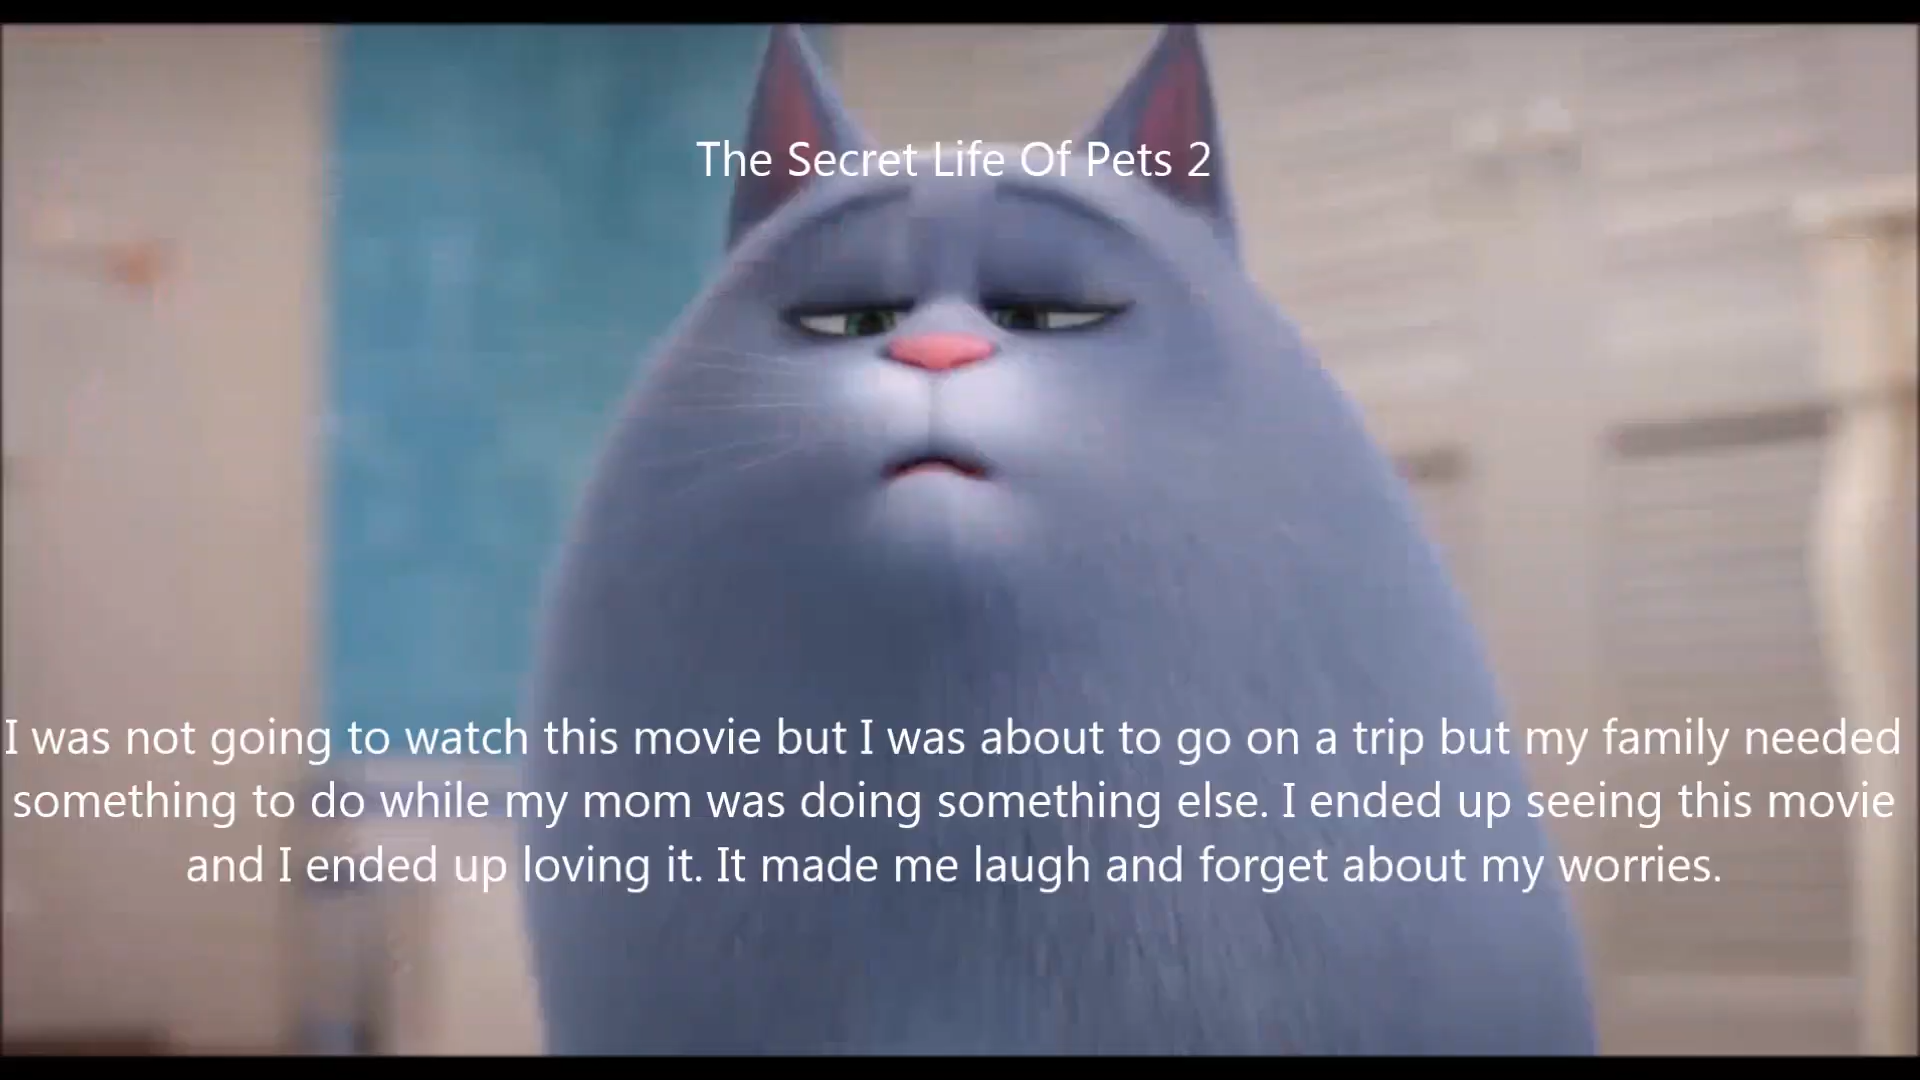 The Secret Life Of Pets 2
I was not going to watch this movie but I was about to go on a trip but my family needed
something to do while my mom was doing something else. I ended up seeing this movie
and I ended up loving it. It made me laugh and forget about my worries.